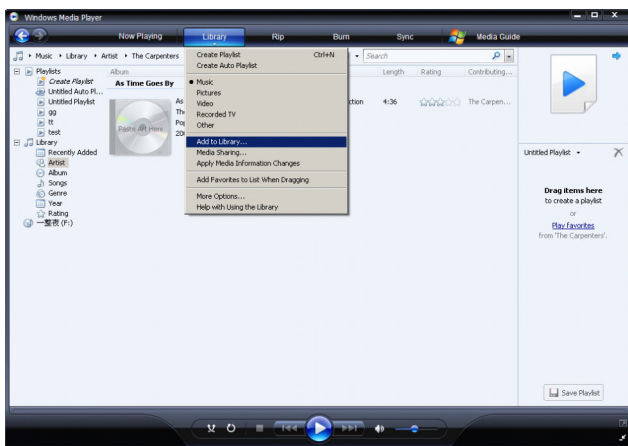 Windows Media Player
Now Playing
Library
Rip
Burn
Sync
Media Guide
Music
Library
Artist
The Carpenters
Search
Playlists
Create Playlist
Untitled Auto Pl...
Untitled Playlist
gg
tt
test
Library
Recently Added
Artist
Album
Songs
Genre
Year
Rating
一整夜 (F:)
Album
As Time Goes By
Paste Art Here
Create Playlist Ctrl+N
Create Auto Playlist
Music
Pictures
Video
Recorded TV
Other
Add to Library...
Media Sharing...
Apply Media Information Changes
Add Favorites to List When Dragging
More Options...
Help with Using the Library
Length
Rating
Contributing...
ction
4:36
The Carpen...
Untitled Playlist
Drag items here
to create a playlist
or
Play favorites
from 'The Carpenters'.
Save Playlist